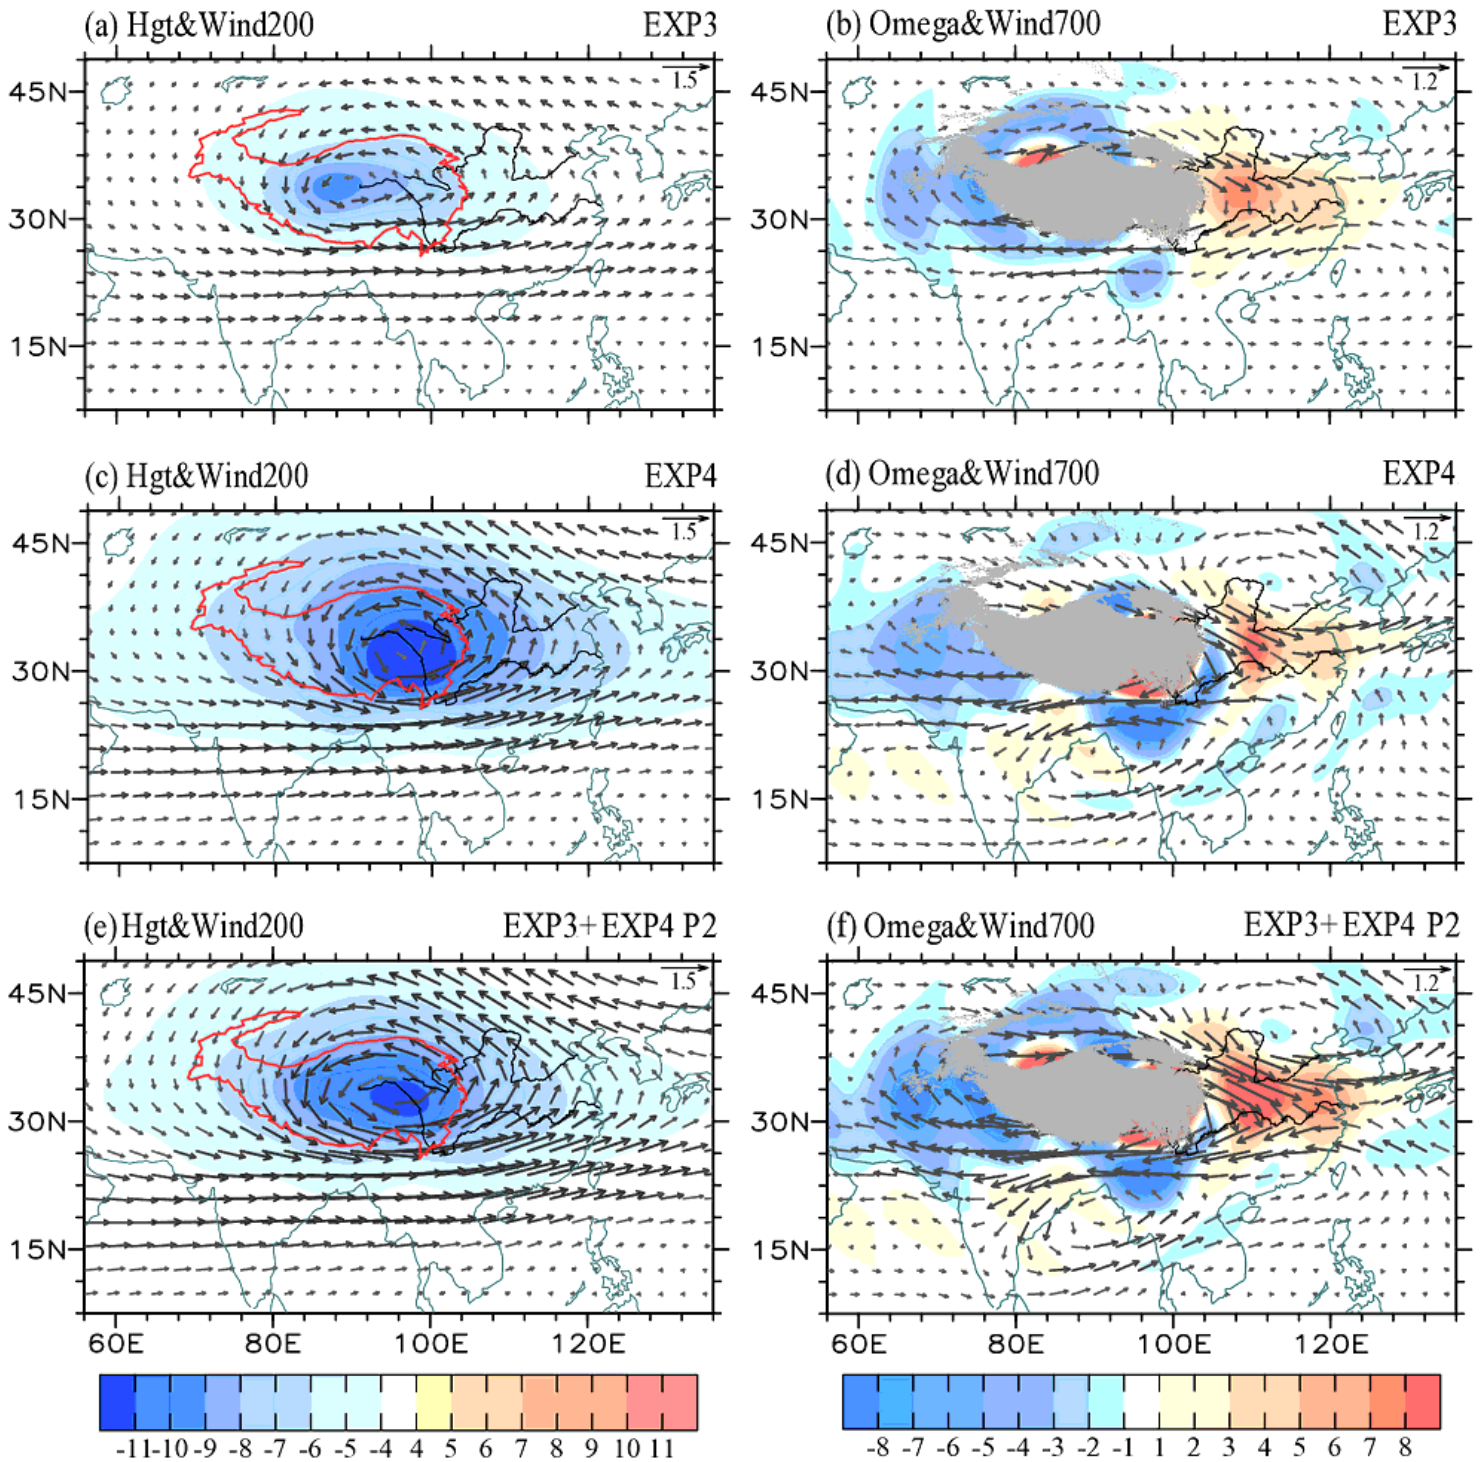 (a) Hgt&Wind200 EXP3
(b) Omega&Wind700 EXP3
1.5
1.2
45N
30N
15N
45N
30N
15N
(c) Hgt&Wind200 EXP4
(d) Omega&Wind700 EXP4
1.5
1.2
45N
30N
15N
45N
30N
15N
(e) Hgt&Wind200 EXP3+EXP4 P2
(f) Omega&Wind700 EXP3+EXP4 P2
1.5
1.2
45N
30N
15N
45N
30N
15N
60E 80E 100E 120E
60E 80E 100E 120E
-11 -10 -9 -8 -7 -6 -5 -4 4 5 6 7 8 9 10 11
-8 -7 -6 -5 -4 -3 -2 -1 1 2 3 4 5 6 7 8